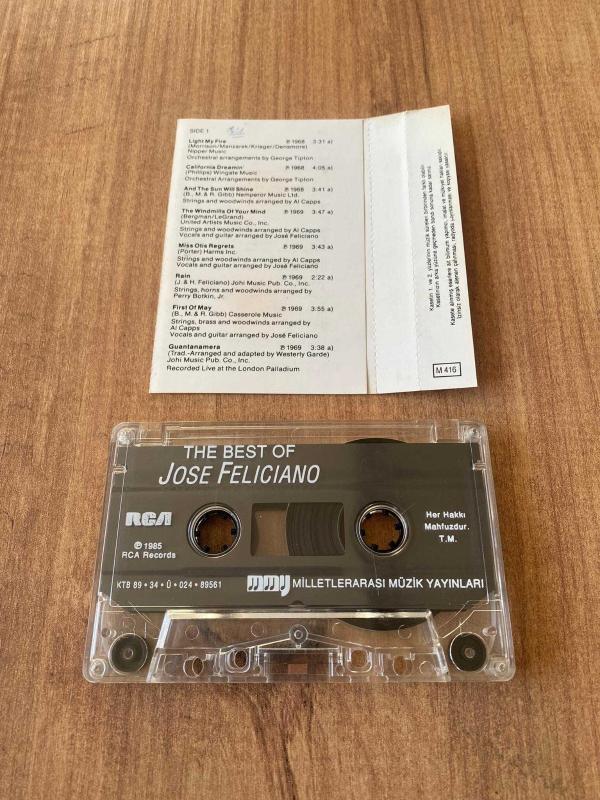 SIDE 1
Light My Fire ℗ 1968 3:31 a)
(Morrison/Manzarek/Krieger/Densmore)
Nipper Music
Orchestral arrangements by George Tipton
California Dreamin' ℗ 1968 4:05 a)
(Phillips) Wingate Music
Orchestral Arrangements by George Tipton
And The Sun Will Shine ℗ 1968 3:41 a)
(B., M. & R. Gibb) Nemperor Music Ltd.
Strings and woodwinds arranged by Al Capps
The Windmills Of Your Mind ℗ 1969 3:47 a)
(Bergman/LeGrand)
United Artists Music Co., Inc.
Strings and woodwinds arranged by Al Capps
Vocals and guitar arranged by José Feliciano
Miss Otis Regrets ℗ 1969 3:43 a)
(Porter) Harms Inc.
Strings and woodwinds arranged by Al Capps
Vocals and guitar arranged by José Feliciano
Rain ℗ 1969 2:22 a)
(J. & H. Feliciano) Johi Music Pub. Co., Inc.
Strings, horns and woodwinds arranged by
Perry Botkin, Jr.
First Of May ℗ 1969 3:55 a)
(B., M. & R. Gibb) Casserole Music
Strings, brass and woodwinds arranged by
Al Capps
Vocals and guitar arranged by José Feliciano
Guantanamera ℗ 1969 3:38 a)
(Trad.-Arranged and adapted by Westerly Garde)
Johi Music Pub. Co., Inc.
Recorded Live at the London Palladium
Kasetin 1. ve 2. yüzlerinin müzik süreleri birbirinden farklı olabilir.
M 416
THE BEST OF
JOSE FELICIANO
RCA
℗ 1985
RCA Records
Her Hakkı
Mahfuzdur.
T.M.
KTB 89 • 34 • Ü • 024 • 89561
mmy MİLLETLERARASI MÜZİK YAYINLARI